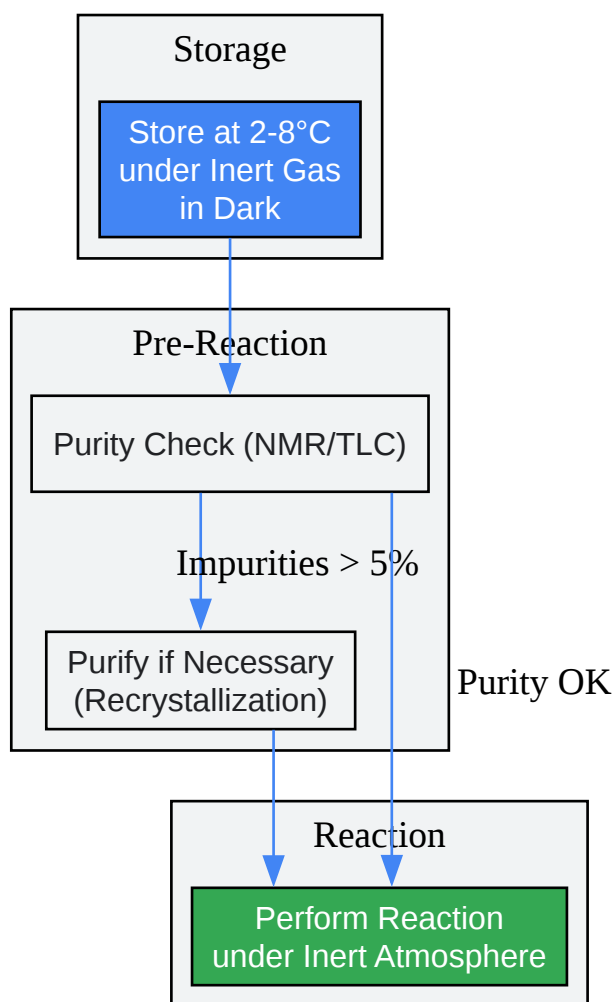 Storage
Store at 2-8°C
under Inert Gas
in Dark
Pre-Reaction
Purity Check (NMR/TLC)
Impurities > 5%
Purify if Necessary
(Recrystallization)
Purity OK
Reaction
Perform Reaction
under Inert Atmosphere